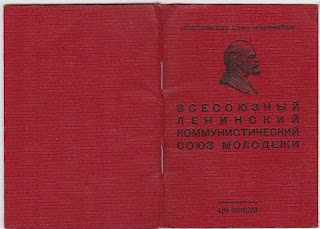 ВСЕСОЮЗНЫЙ
ЛЕНИНСКИЙ
КОММУНИСТИЧЕСКИЙ
СОЮЗ МОЛОДЕЖИ
ЦК ВЛКСМ